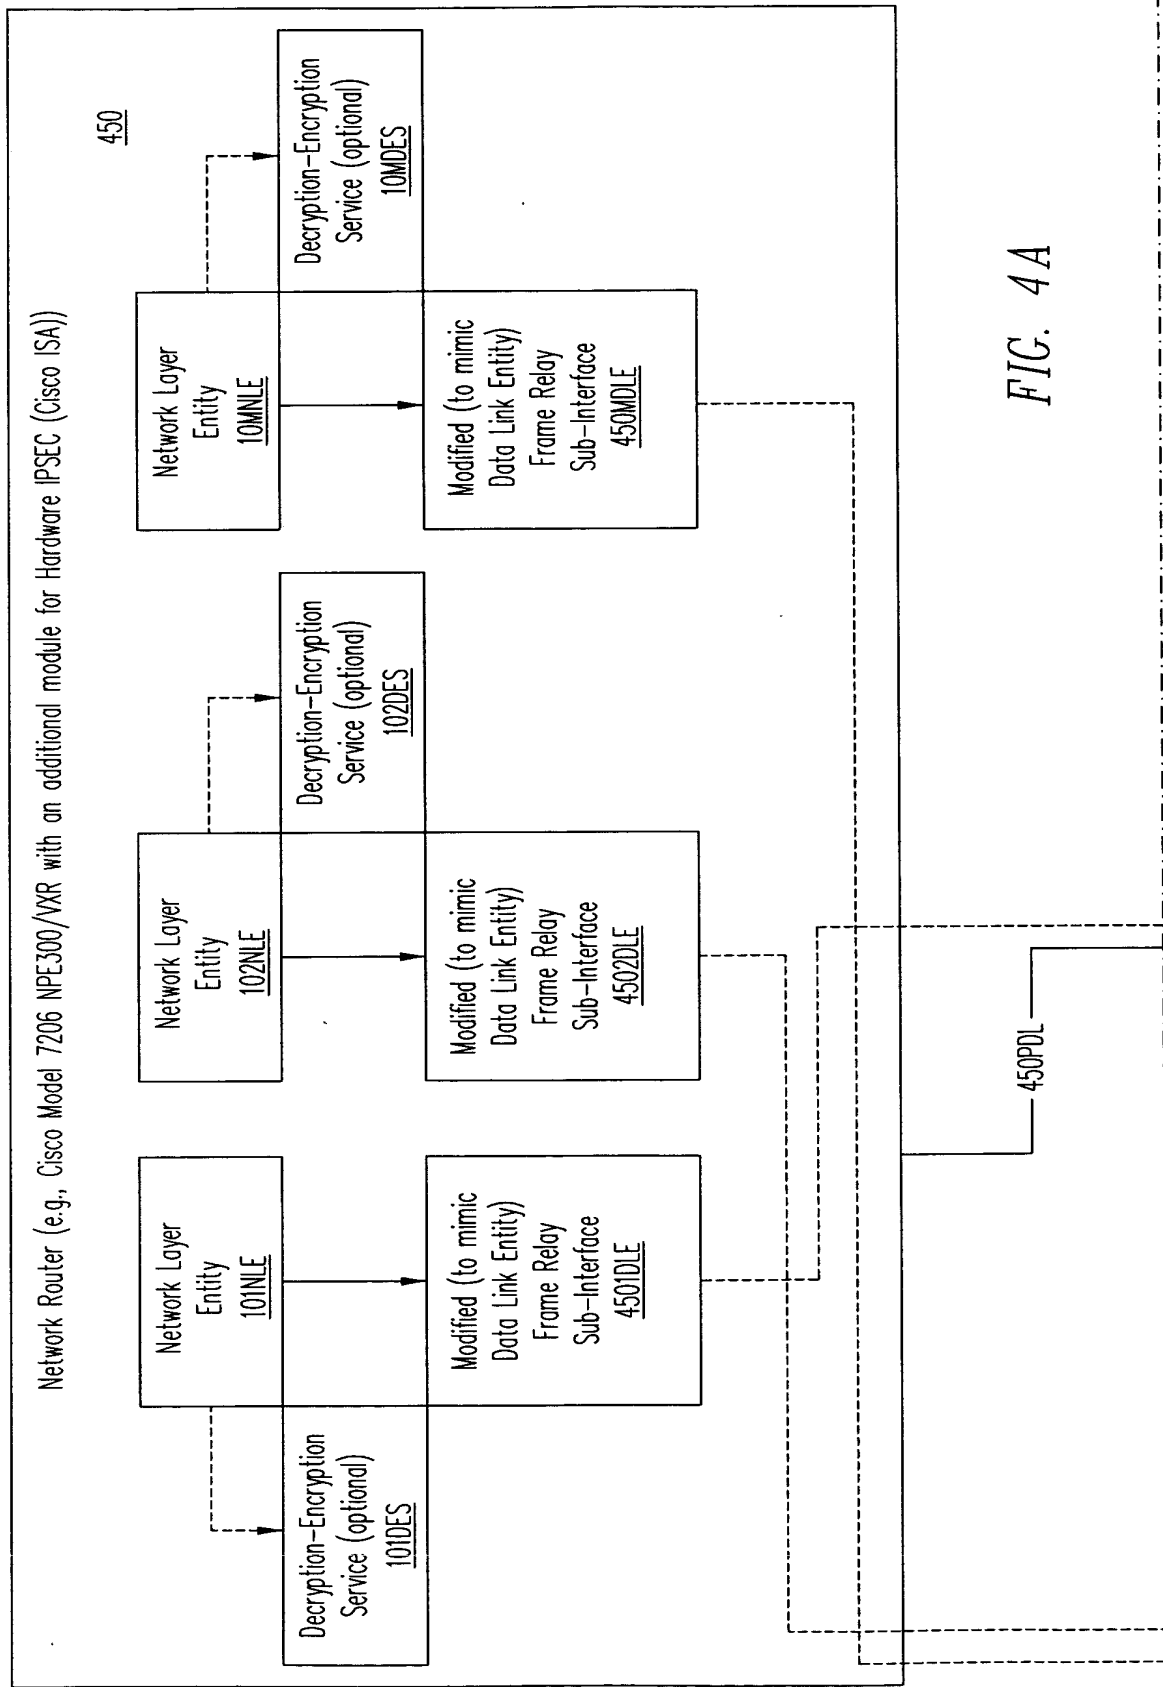 Network Router (e.g., Cisco Model 7206 NPE300/VXR with an additional module for Hardware IPSEC (Cisco ISA))
450
Network Layer
Entity
101NLE
Decryption-Encryption
Service (optional)
101DES
Modified (to mimic
Data Link Entity)
Frame Relay
Sub-Interface
4501DLE
Network Layer
Entity
102NLE
Decryption-Encryption
Service (optional)
102DES
Modified (to mimic
Data Link Entity)
Frame Relay
Sub-Interface
4502DLE
Network Layer
Entity
10MNLE
Decryption-Encryption
Service (optional)
10MDES
Modified (to mimic
Data Link Entity)
Frame Relay
Sub-Interface
450MDLE
450PDL
FIG. 4A